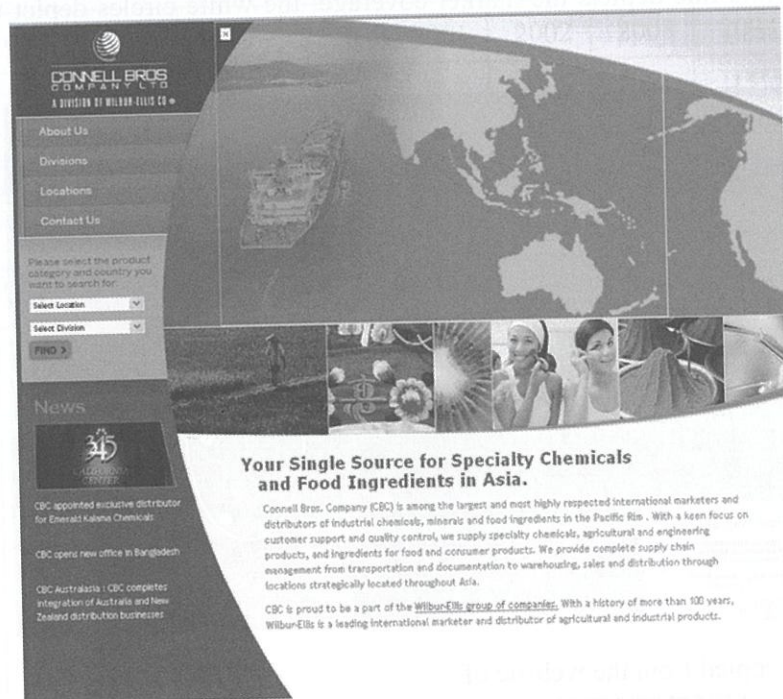 CONNELL BROS
COMPANY LTD
A DIVISION OF WILBUR-ELLIS CO
About Us
Divisions
Locations
Contact Us
Please select the product
category and country you
want to search for:
Select Location
Select Division
FIND >
News
345
CALIFORNIA
CENTER
CBC appointed exclusive distributor
for Emerald Kalama Chemicals
CBC opens new office in Bangladesh
CBC Australasia : CBC completes
integration of Australia and New
Zealand distribution businesses
Your Single Source for Specialty Chemicals
and Food Ingredients in Asia.
Connell Bros. Company (CBC) is among the largest and most highly respected international marketers and
distributors of industrial chemicals, minerals and food ingredients in the Pacific Rim . With a keen focus on
customer support and quality control, we supply specialty chemicals, agricultural and engineering
products, and ingredients for food and consumer products. We provide complete supply chain
management from transportation and documentation to warehousing, sales and distribution through
locations strategically located throughout Asia.
CBC is proud to be a part of the Wilbur-Ellis group of companies. With a history of more than 100 years,
Wilbur-Ellis is a leading international marketer and distributor of agricultural and industrial products.